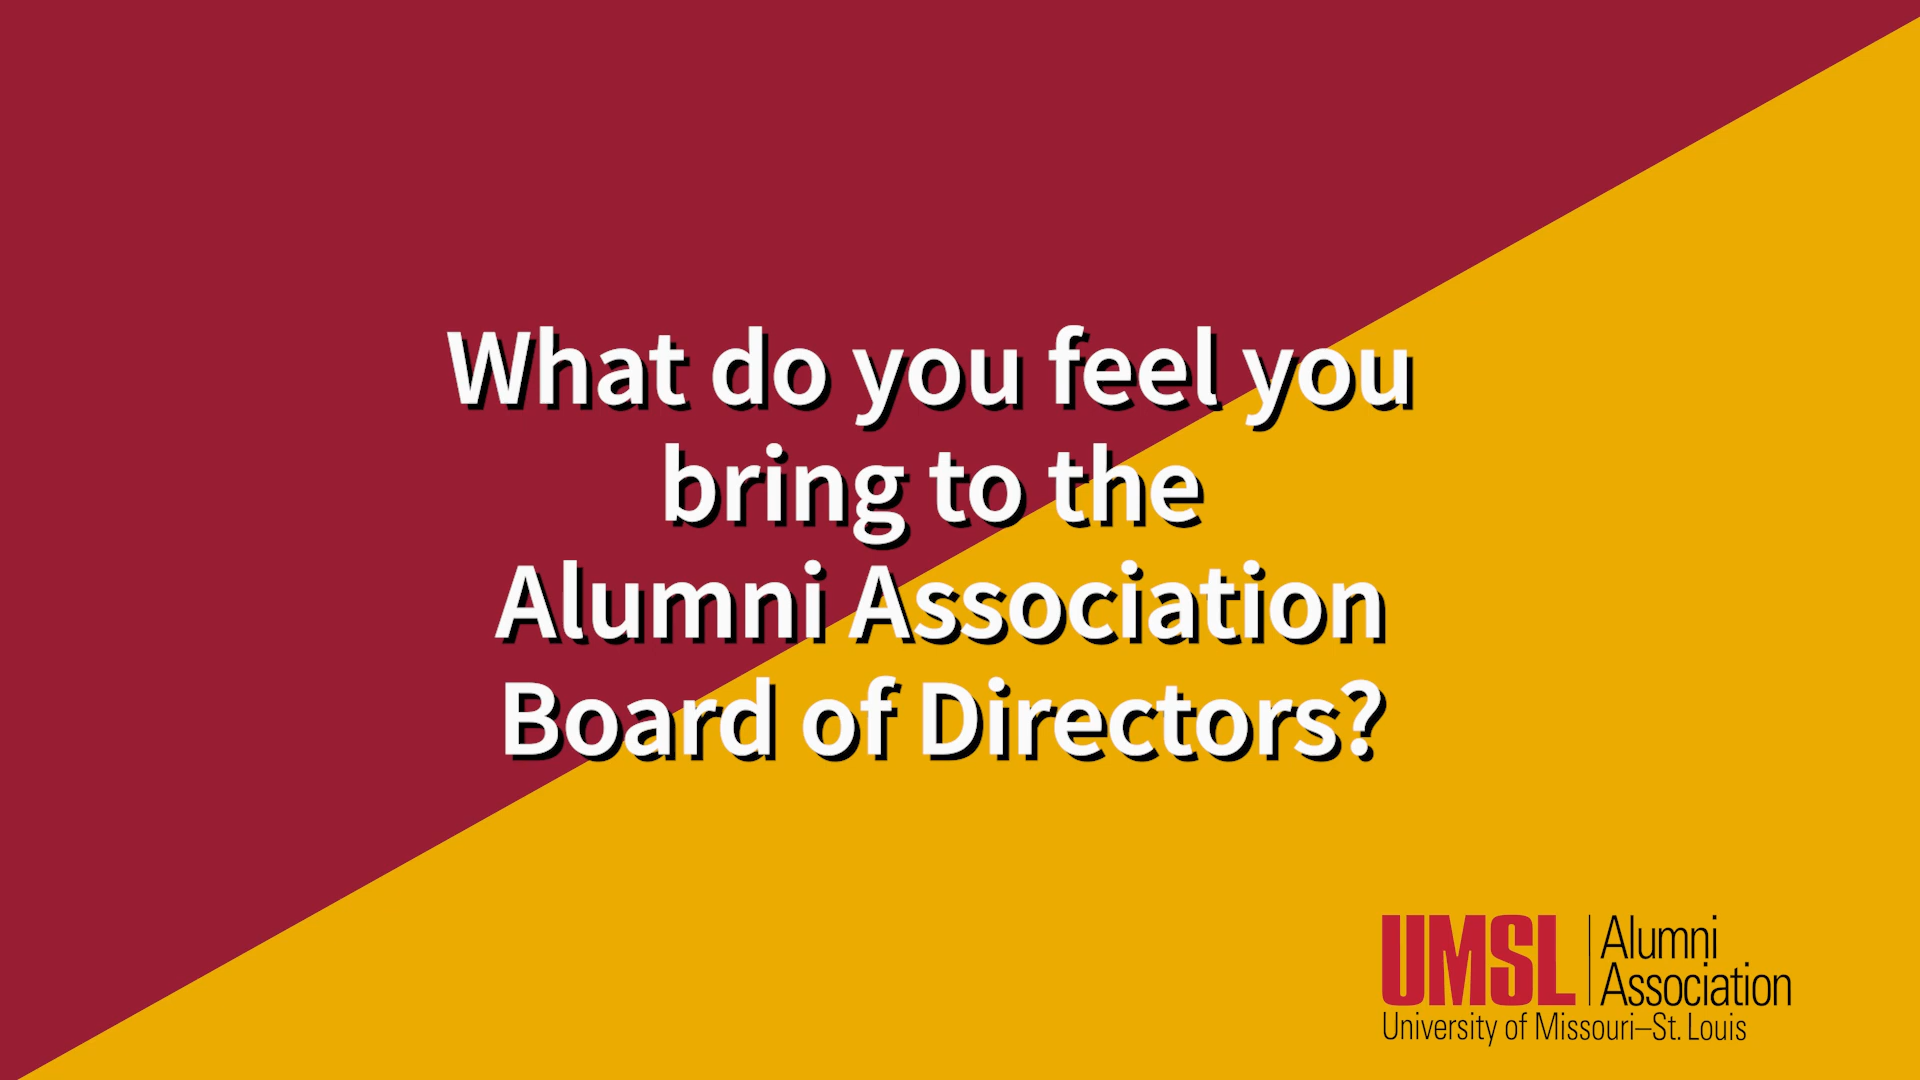 What do you feel you
bring to the
Alumni Association
Board of Directors?
UMSL
Alumni
Association
University of Missouri–St. Louis